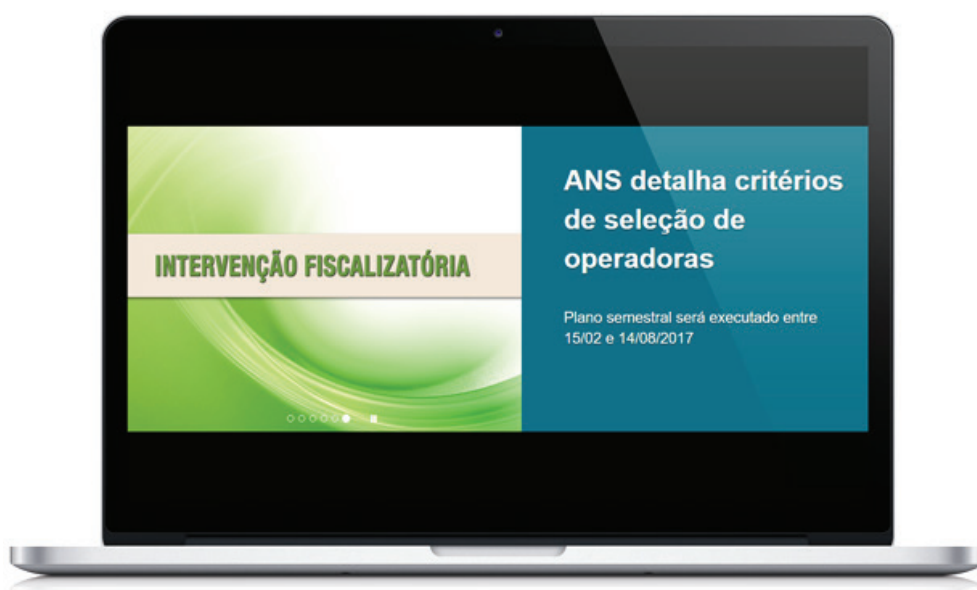 INTERVENÇÃO FISCALIZATÓRIA
ANS detalha critérios
de seleção de
operadoras
Plano semestral será executado entre
15/02 e 14/08/2017